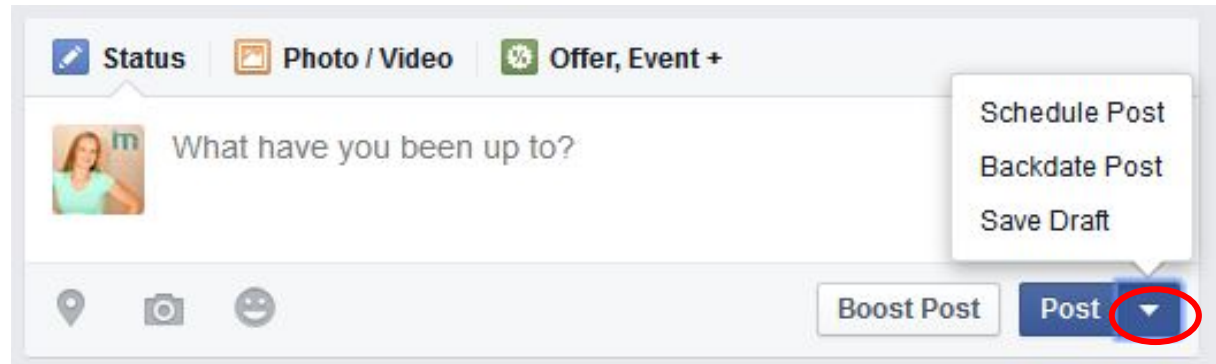 Status
Photo / Video
Offer, Event +
What have you been up to?
Schedule Post
Backdate Post
Save Draft
Boost Post
Post
m